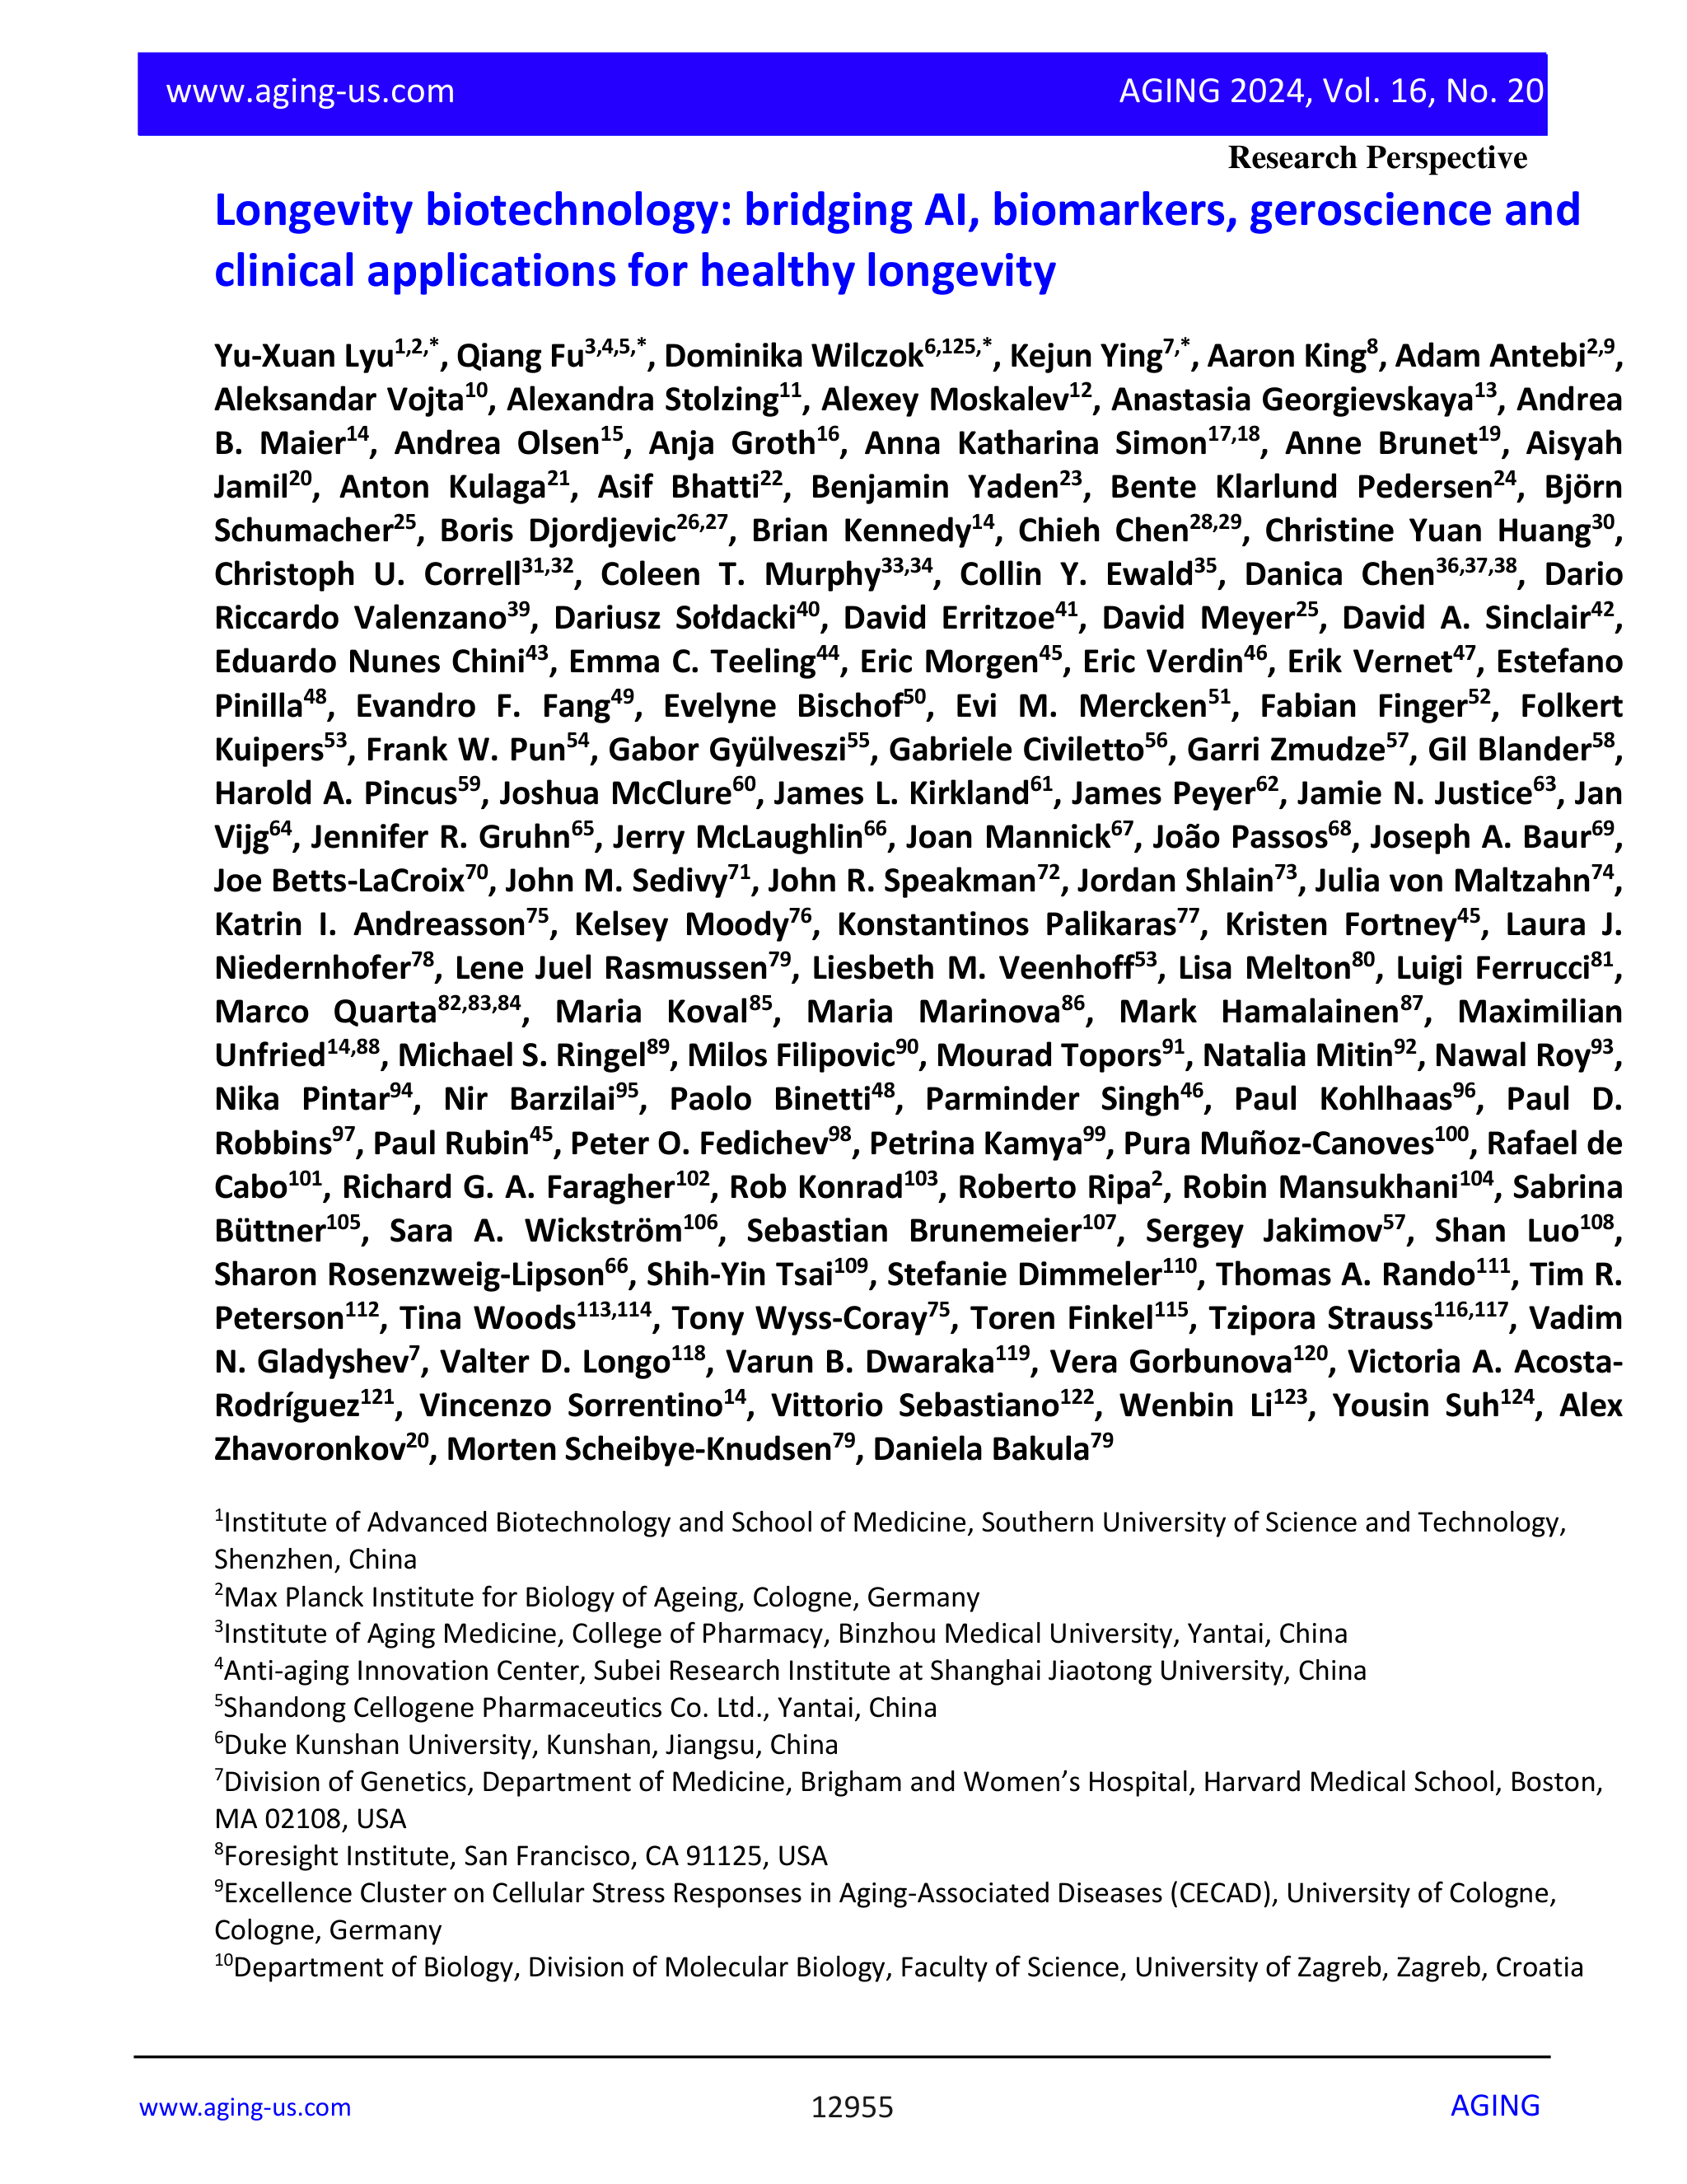 www.aging-us.com AGING 2024, Vol. 16, No. 20
Research Perspective
Longevity biotechnology: bridging AI, biomarkers, geroscience and
clinical applications for healthy longevity
Yu-Xuan Lyu1,2,*, Qiang Fu3,4,5,*, Dominika Wilczok6,125,*, Kejun Ying7,*, Aaron King8, Adam Antebi2,9,
Aleksandar Vojta10, Alexandra Stolzing11, Alexey Moskalev12, Anastasia Georgievskaya13, Andrea
B. Maier14, Andrea Olsen15, Anja Groth16, Anna Katharina Simon17,18, Anne Brunet19, Aisyah
Jamil20, Anton Kulaga21, Asif Bhatti22, Benjamin Yaden23, Bente Klarlund Pedersen24, Björn
Schumacher25, Boris Djordjevic26,27, Brian Kennedy14, Chieh Chen28,29, Christine Yuan Huang30,
Christoph U. Correll31,32, Coleen T. Murphy33,34, Collin Y. Ewald35, Danica Chen36,37,38, Dario
Riccardo Valenzano39, Dariusz Sołdacki40, David Erritzoe41, David Meyer25, David A. Sinclair42,
Eduardo Nunes Chini43, Emma C. Teeling44, Eric Morgen45, Eric Verdin46, Erik Vernet47, Estefano
Pinilla48, Evandro F. Fang49, Evelyne Bischof50, Evi M. Mercken51, Fabian Finger52, Folkert
Kuipers53, Frank W. Pun54, Gabor Gyülveszi55, Gabriele Civiletto56, Garri Zmudze57, Gil Blander58,
Harold A. Pincus59, Joshua McClure60, James L. Kirkland61, James Peyer62, Jamie N. Justice63, Jan
Vijg64, Jennifer R. Gruhn65, Jerry McLaughlin66, Joan Mannick67, João Passos68, Joseph A. Baur69,
Joe Betts-LaCroix70, John M. Sedivy71, John R. Speakman72, Jordan Shlain73, Julia von Maltzahn74,
Katrin I. Andreasson75, Kelsey Moody76, Konstantinos Palikaras77, Kristen Fortney45, Laura J.
Niedernhofer78, Lene Juel Rasmussen79, Liesbeth M. Veenhoff53, Lisa Melton80, Luigi Ferrucci81,
Marco Quarta82,83,84, Maria Koval85, Maria Marinova86, Mark Hamalainen87, Maximilian
Unfried14,88, Michael S. Ringel89, Milos Filipovic90, Mourad Topors91, Natalia Mitin92, Nawal Roy93,
Nika Pintar94, Nir Barzilai95, Paolo Binetti48, Parminder Singh46, Paul Kohlhaas96, Paul D.
Robbins97, Paul Rubin45, Peter O. Fedichev98, Petrina Kamya99, Pura Muñoz-Canoves100, Rafael de
Cabo101, Richard G. A. Faragher102, Rob Konrad103, Roberto Ripa2, Robin Mansukhani104, Sabrina
Büttner105, Sara A. Wickström106, Sebastian Brunemeier107, Sergey Jakimov57, Shan Luo108,
Sharon Rosenzweig-Lipson66, Shih-Yin Tsai109, Stefanie Dimmeler110, Thomas A. Rando111, Tim R.
Peterson112, Tina Woods113,114, Tony Wyss-Coray75, Toren Finkel115, Tzipora Strauss116,117, Vadim
N. Gladyshev7, Valter D. Longo118, Varun B. Dwaraka119, Vera Gorbunova120, Victoria A. Acosta-
Rodríguez121, Vincenzo Sorrentino14, Vittorio Sebastiano122, Wenbin Li123, Yousin Suh124, Alex
Zhavoronkov20, Morten Scheibye-Knudsen79, Daniela Bakula79
1Institute of Advanced Biotechnology and School of Medicine, Southern University of Science and Technology,
Shenzhen, China
2Max Planck Institute for Biology of Ageing, Cologne, Germany
3Institute of Aging Medicine, College of Pharmacy, Binzhou Medical University, Yantai, China
4Anti-aging Innovation Center, Subei Research Institute at Shanghai Jiaotong University, China
5Shandong Cellogene Pharmaceutics Co. Ltd., Yantai, China
6Duke Kunshan University, Kunshan, Jiangsu, China
7Division of Genetics, Department of Medicine, Brigham and Women’s Hospital, Harvard Medical School, Boston,
MA 02108, USA
8Foresight Institute, San Francisco, CA 91125, USA
9Excellence Cluster on Cellular Stress Responses in Aging-Associated Diseases (CECAD), University of Cologne,
Cologne, Germany
10Department of Biology, Division of Molecular Biology, Faculty of Science, University of Zagreb, Zagreb, Croatia
www.aging-us.com 12955 AGING